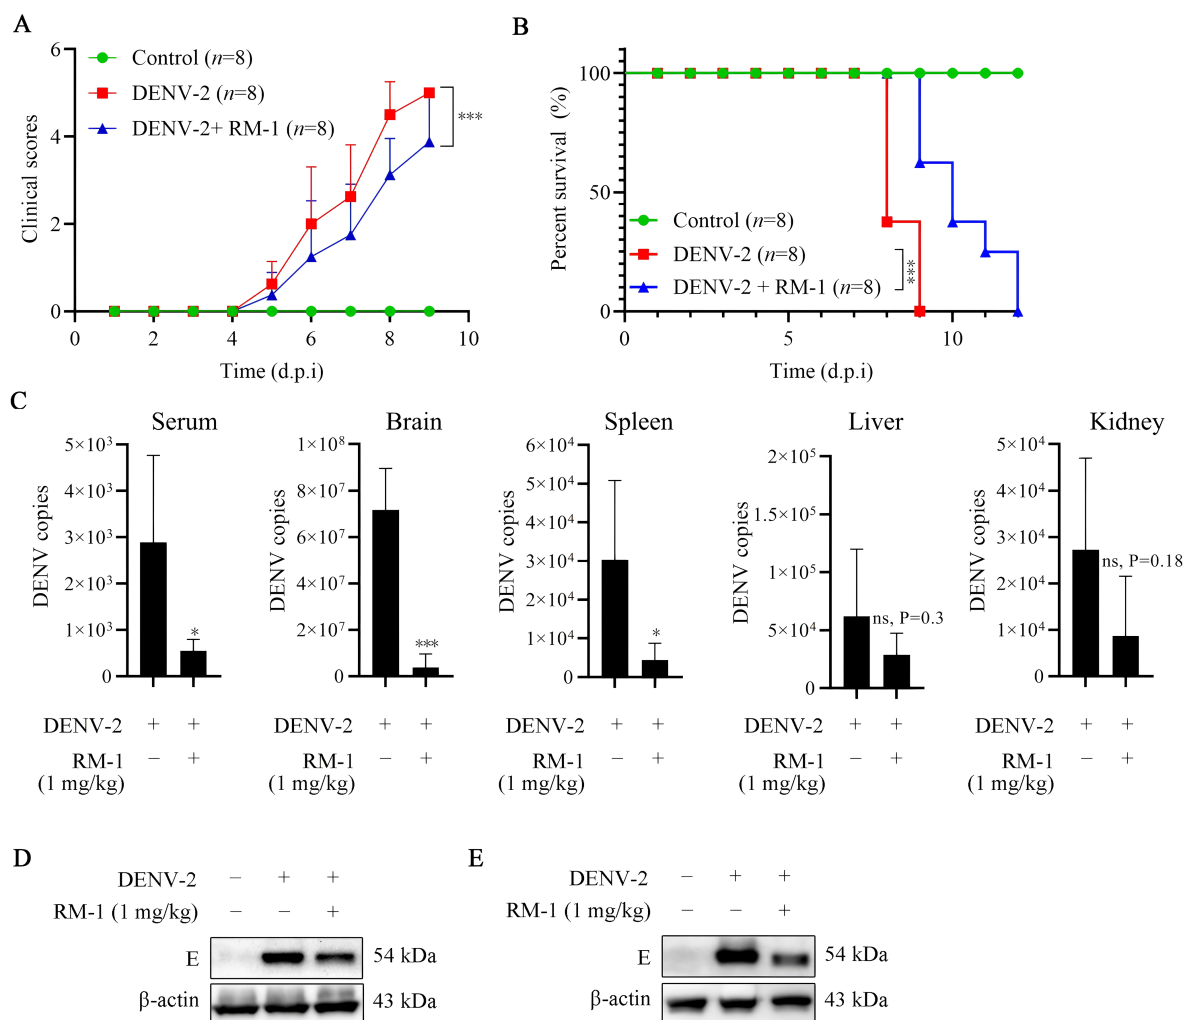 A
Control (n=8)
DENV-2 (n=8)
DENV-2+ RM-1 (n=8)
***
6
4
2
0
Clinical scores
0 2 4 6 8 10
Time (d.p.i)
B
100
50
0
Percent survival (%)
Control (n=8)
DENV-2 (n=8)
DENV-2 + RM-1 (n=8)
***
0 5 10
Time (d.p.i)
C
Serum
5×10³
4×10³
3×10³
2×10³
1×10³
0
DENV copies
*
DENV-2 + +
RM-1 − +
(1 mg/kg)
Brain
1×10⁸
8×10⁷
6×10⁷
4×10⁷
2×10⁷
0
DENV copies
***
DENV-2 + +
RM-1 − +
(1 mg/kg)
Spleen
6×10⁴
5×10⁴
4×10⁴
3×10⁴
2×10⁴
1×10⁴
0
DENV copies
*
DENV-2 + +
RM-1 − +
(1 mg/kg)
Liver
2×10⁵
1.5×10⁵
1×10⁵
5×10⁴
0
DENV copies
ns, P=0.3
DENV-2 + +
RM-1 − +
(1 mg/kg)
Kidney
5×10⁴
4×10⁴
3×10⁴
2×10⁴
1×10⁴
0
DENV copies
ns, P=0.18
DENV-2 + +
RM-1 − +
(1 mg/kg)
D
DENV-2 − + +
RM-1 (1 mg/kg) − − +
E 54 kDa
β-actin 43 kDa
E
DENV-2 − + +
RM-1 (1 mg/kg) − − +
E 54 kDa
β-actin 43 kDa